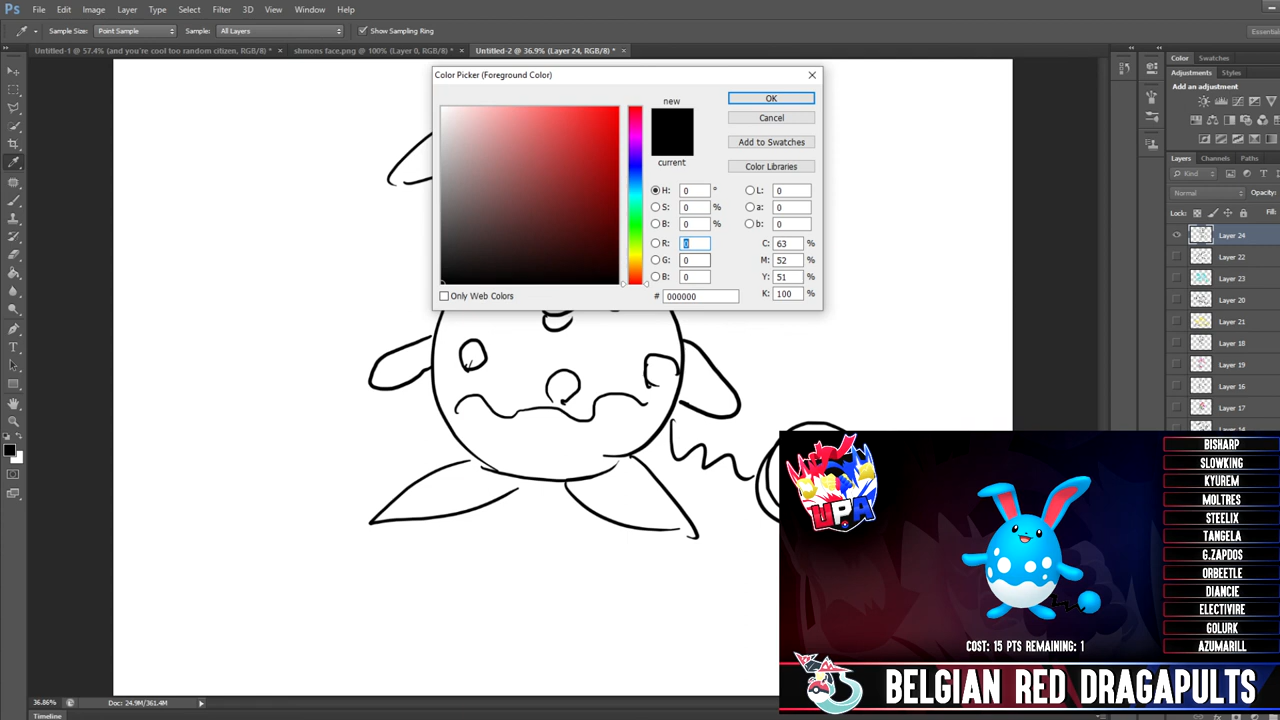 Ps File Edit Image Layer Type Select Filter 3D View Window Help
Sample Size: Point Sample Sample: All Layers Show Sampling Ring
Essential
Untitled-1 @ 57.4% (and you're cool too random citizen, RGB/8) * × shmons face.png @ 100% (Layer 0, RGB/8) * × Untitled-2 @ 36.9% (Layer 24, RGB/8) * ×
Color Swatches
Adjustments Styles
Add an adjustment
Color Picker (Foreground Color)
new
current
OK
Cancel
Add to Swatches
Color Libraries
H: 0 °
S: 0 %
B: 0 %
R: 0
G: 0
B: 0
L: 0
a: 0
b: 0
C: 63 %
M: 52 %
Y: 51 %
K: 100 %
# 000000
Only Web Colors
Layers Channels Paths
Kind
Normal
Lock: Fill:
Layer 24
Layer 22
Layer 23
Layer 20
Layer 21
Layer 18
Layer 19
Layer 16
Layer 17
UPA
BISHARP
SLOWKING
KYUREM
MOLTRES
STEELIX
TANGELA
G.ZAPDOS
ORBEETLE
DIANCIE
ELECTIVIRE
GOLURK
AZUMARILL
COST: 15 PTS REMAINING: 1
BELGIAN RED DRAGAPULTS
36.86% Doc: 24.9M/361.4M
Timeline